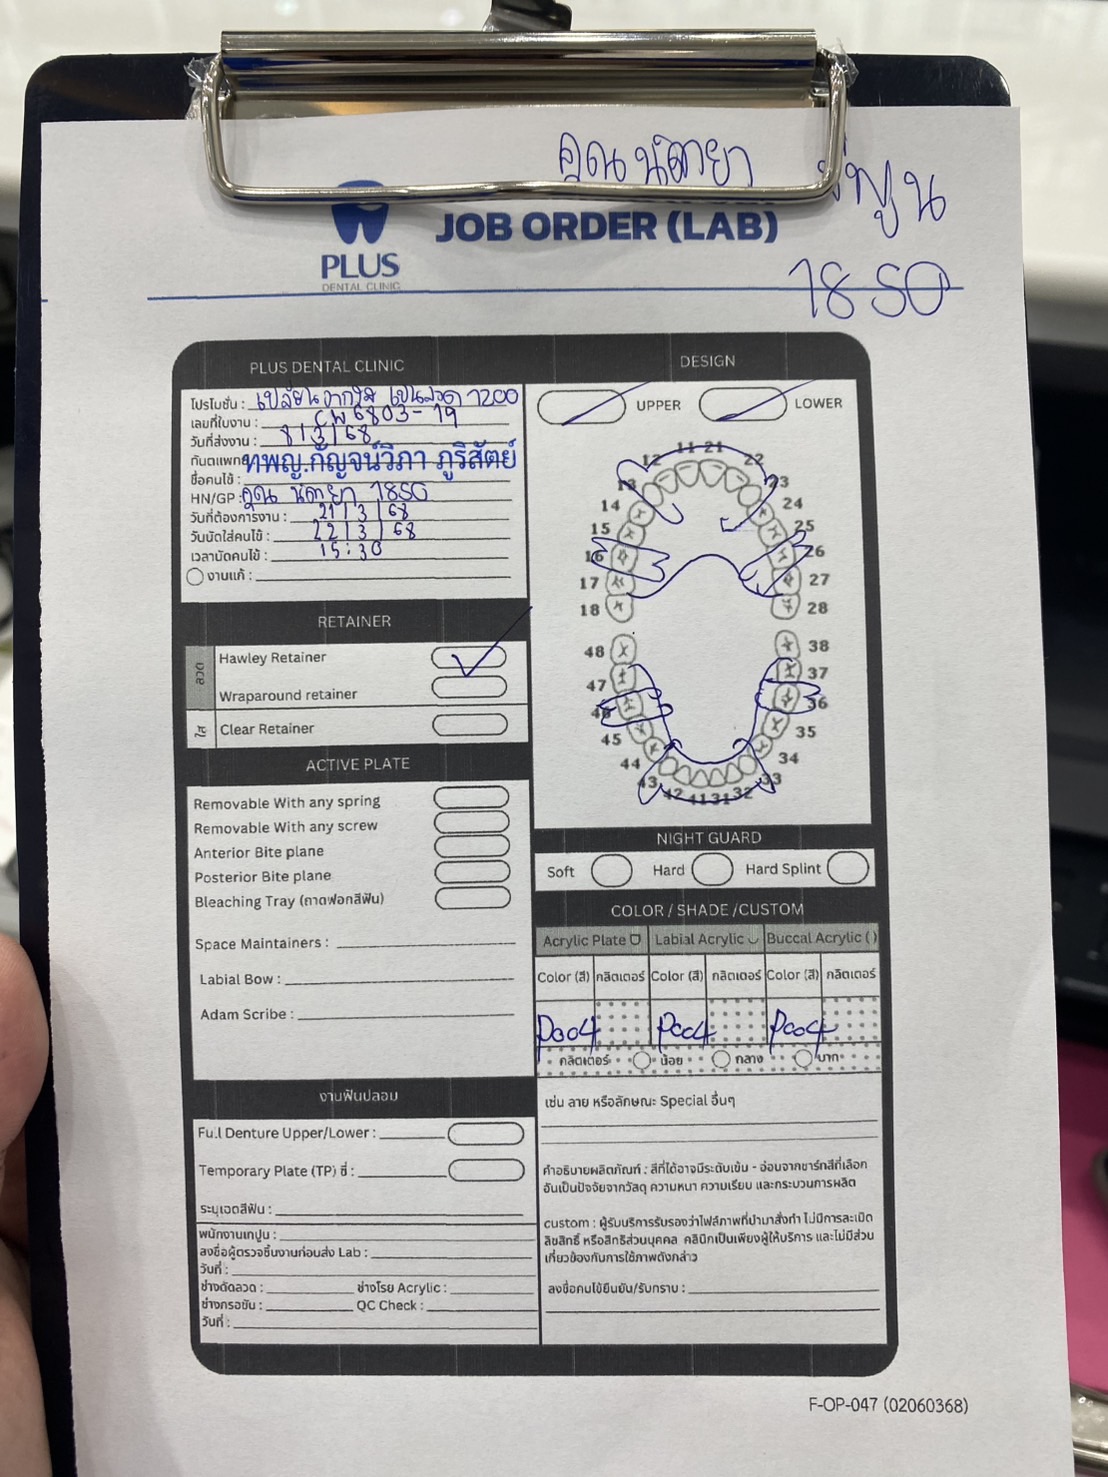 คุณ นัตยา
JOB ORDER (LAB)
1850
PLUS
DENTAL CLINIC
PLUS DENTAL CLINIC
โปรโมชั่น : เปลี่ยนจากใส เป็นลวด 1200
เลขที่ใบงาน : CW6803-19
วันที่ส่งงาน : 8/3/68
ทันตแพทย์ ทพญ.กัญจน์วิภา ภูริสัตย์
ชื่อคนไข้ :
HN/GP : คุณ นัตยา 1850
วันที่ต้องการงาน : 21/3/68
วันนัดใส่คนไข้ : 22/3/68
เวลานัดคนไข้ : 15:30
งานแก้ :
RETAINER
ลวด
Hawley Retainer
Wraparound retainer
ใส
Clear Retainer
ACTIVE PLATE
Removable With any spring
Removable With any screw
Anterior Bite plane
Posterior Bite plane
Bleaching Tray (ถาดฟอกสีฟัน)
Space Maintainers :
Labial Bow :
Adam Scribe :
งานฟันปลอม
Full Denture Upper/Lower :
Temporary Plate (TP) ซี่ :
ระบุเฉดสีฟัน :
พนักงานเทปูน :
ลงชื่อผู้ตรวจชิ้นงานก่อนส่ง Lab :
วันที่ :
ช่างดัดลวด : ช่างโรย Acrylic :
ช่างกรอขัน : QC Check :
วันที่ :
DESIGN
UPPER LOWER
11 21
12 22
13 23
14 24
15 25
16 26
17 27
18 28
48 38
47 37
46 36
45 35
44 34
43 33
42 41 31 32
NIGHT GUARD
Soft Hard Hard Splint
COLOR / SHADE /CUSTOM
Acrylic Plate Labial Acrylic Buccal Acrylic ( )
Color (สี) กลิตเตอร์ Color (สี) กลิตเตอร์ Color (สี) กลิตเตอร์
P004 P004 P004
กลิตเตอร์ น้อย กลาง มาก
เช่น ลาย หรือลักษณะ Special อื่นๆ
คำอธิบายผลิตภัณฑ์ : สีที่ได้อาจมีระดับเข้ม - อ่อนจากชาร์ทสีที่เลือก
อันเป็นปัจจัยจากวัสดุ ความหนา ความเรียบ และกระบวนการผลิต
custom : ผู้รับบริการรับรองว่าไฟล์ภาพที่นำมาสั่งทำ ไม่มีการละเมิด
ลิขสิทธิ์ หรือสิทธิส่วนบุคคล คลินิกเป็นเพียงผู้ให้บริการ และไม่มีส่วน
เกี่ยวข้องกับการใช้ภาพดังกล่าว
ลงชื่อคนไข้ยืนยัน/รับทราบ :
F-OP-047 (02060368)